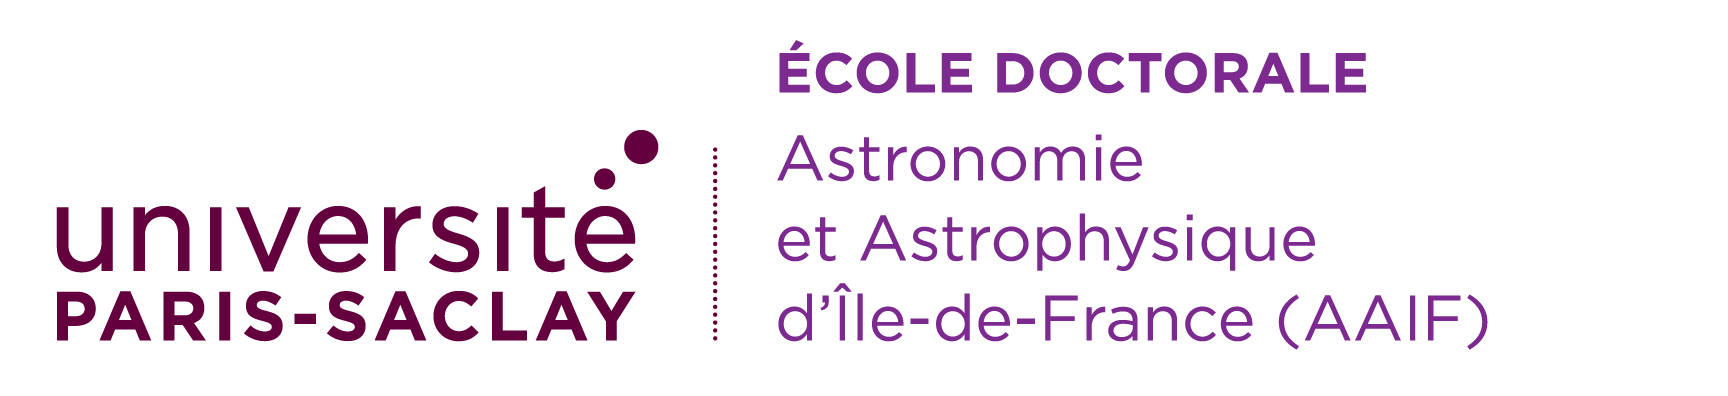 université
PARIS-SACLAY
ÉCOLE DOCTORALE
Astronomie
et Astrophysique
d’Île-de-France (AAIF)